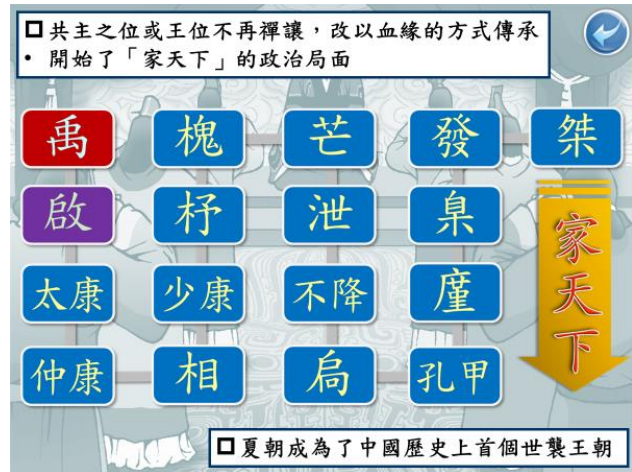 共主之位或王位不再禪讓,改以血緣的方式傳承
• 開始了「家天下」的政治局面
禹 槐 芒 發 桀
啟 杼 泄 臯 家天下
太康 少康 不降 廑
仲康 相 扃 孔甲
夏朝成為了中國歷史上首個世襲王朝